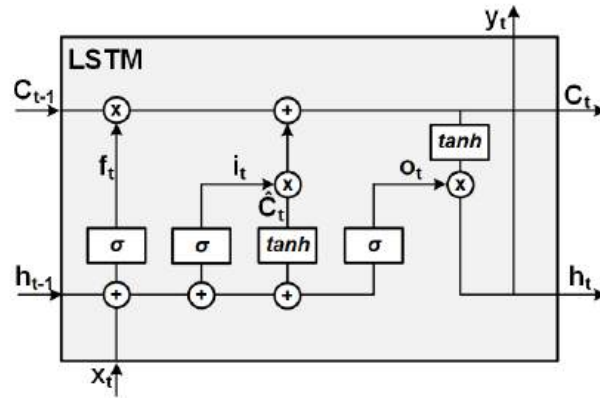 y_t
LSTM
C_{t-1} x + C_t
tanh
f_t i_t x o_t x
Ĉ_t
σ σ tanh σ
h_{t-1} + + + h_t
x_t